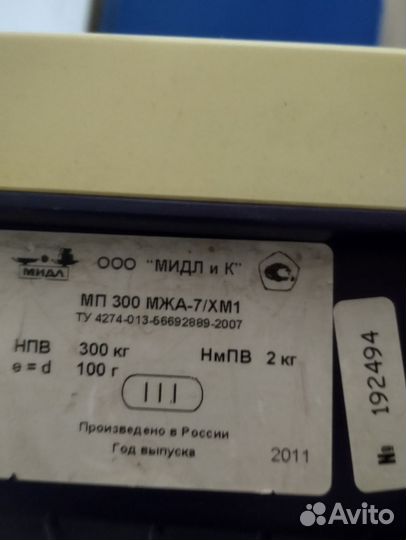 МИДЛ
ООО "МИДЛ и К"
МП 300 МЖА-7/ХМ1
ТУ 4274-013-56692889-2007
НПВ 300 кг НмПВ 2 кг
e = d 100 г
III
Произведено в России
Год выпуска 2011
№ 192494
Avito